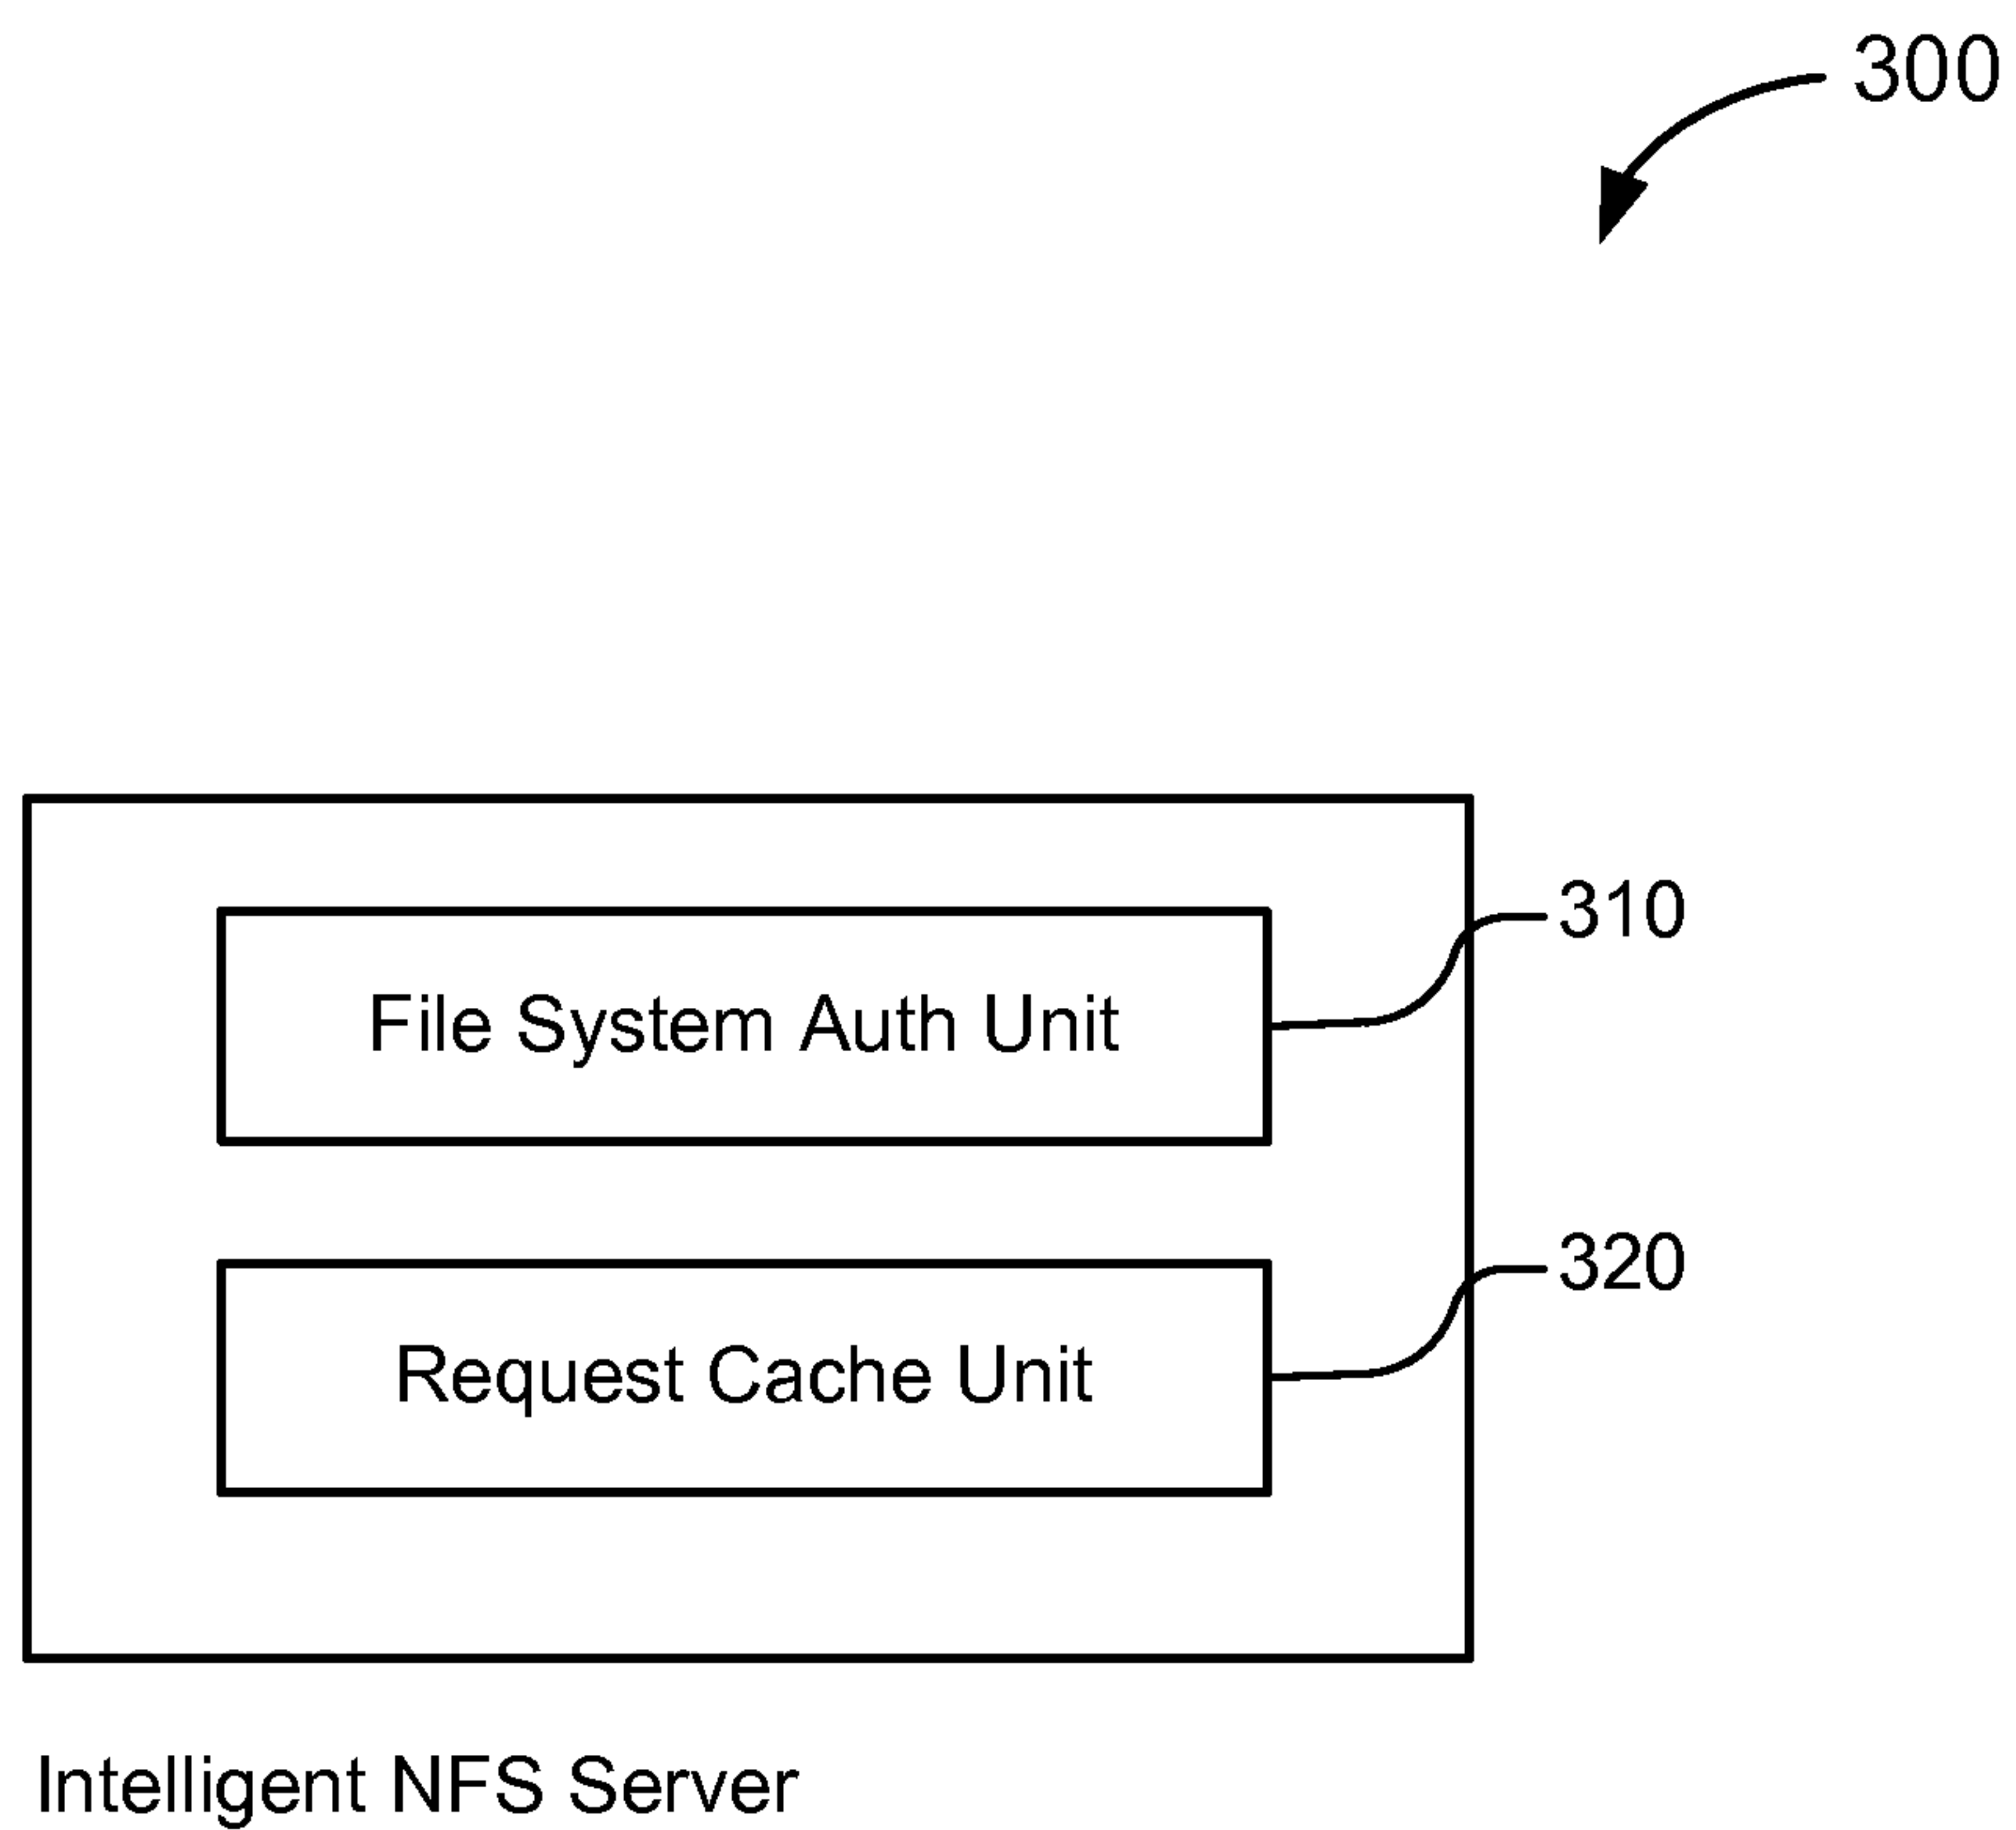 300
310
File System Auth Unit
320
Request Cache Unit
Intelligent NFS Server